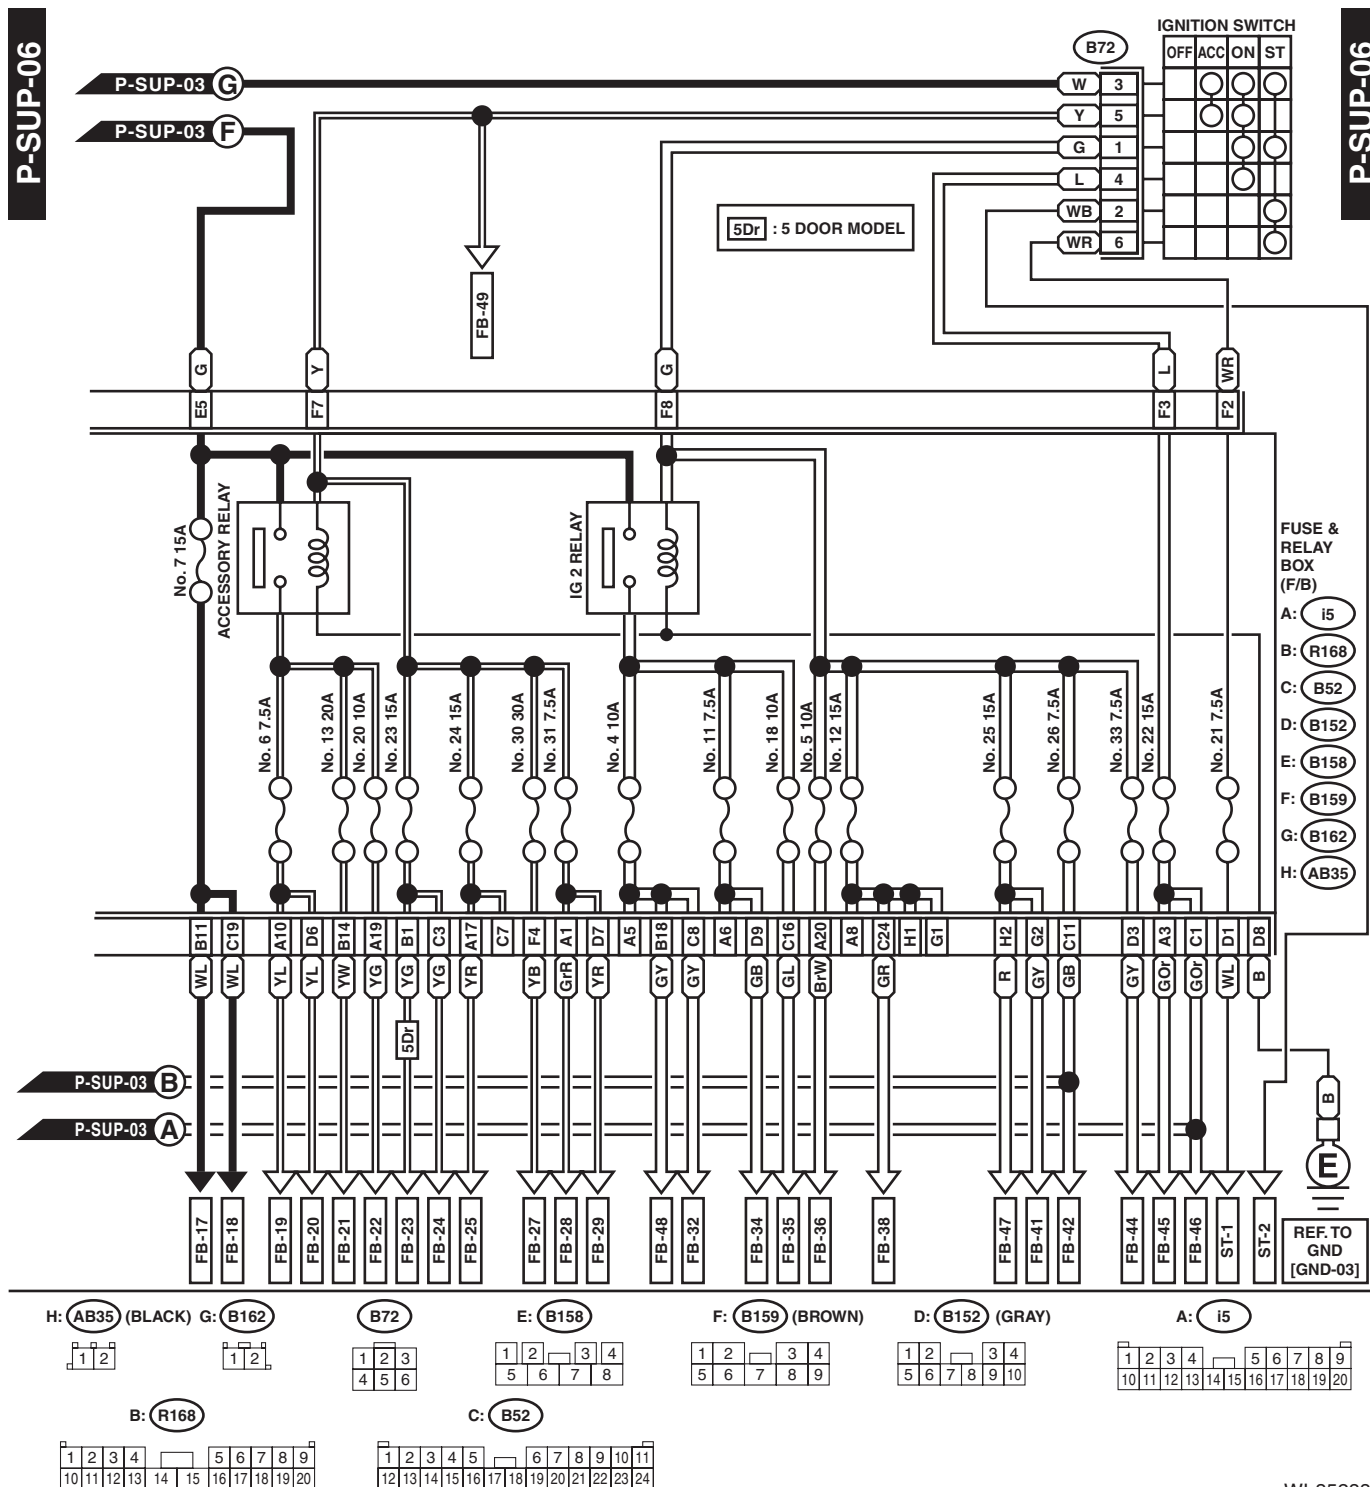 P-SUP-06
P-SUP-06
IGNITION SWITCH
B72
OFF ACC ON ST
P-SUP-03 G
P-SUP-03 F
W 3
Y 5
G 1
L 4
WB 2
WR 6
5Dr : 5 DOOR MODEL
FB-49
G Y G L WR
E5 F7 F8 F3 F2
No. 7 15A
ACCESSORY RELAY
IG 2 RELAY
FUSE &
RELAY
BOX
(F/B)
A: i5
B: R168
C: B52
D: B152
E: B158
F: B159
G: B162
H: AB35
No. 6 7.5A
No. 13 20A
No. 20 10A
No. 23 15A
No. 24 15A
No. 30 30A
No. 31 7.5A
No. 4 10A
No. 11 7.5A
No. 18 10A
No. 5 10A
No. 12 15A
No. 25 15A
No. 26 7.5A
No. 33 7.5A
No. 22 15A
No. 21 7.5A
B11 C19 A10 D6 B14 A19 B1 C3 A17 C7 F4 A1 D7 A5 B18 C8 A6 D9 C16 A20 A8 C24 H1 G1 H2 G2 C11 D3 A3 C1 D1 D8
WL WL YL YL YW YG YG YG YR YB GrR YR GY GY GB GL BrW GR R GY GB GY GOr GOr WL B
5Dr
P-SUP-03 B
P-SUP-03 A
B
E
REF. TO
GND
[GND-03]
FB-17 FB-18 FB-19 FB-20 FB-21 FB-22 FB-23 FB-24 FB-25 FB-27 FB-28 FB-29 FB-48 FB-32 FB-34 FB-35 FB-36 FB-38 FB-47 FB-41 FB-42 FB-44 FB-45 FB-46 ST-1 ST-2
H: AB35 (BLACK) G: B162 B72 E: B158 F: B159 (BROWN) D: B152 (GRAY) A: i5
1 2
1 2
1 2 3
4 5 6
1 2 3 4
5 6 7 8
1 2 3 4
5 6 7 8 9
1 2 3 4
5 6 7 8 9 10
1 2 3 4 5 6 7 8 9
10 11 12 13 14 15 16 17 18 19 20
B: R168 C: B52
1 2 3 4 5 6 7 8 9
10 11 12 13 14 15 16 17 18 19 20
1 2 3 4 5 6 7 8 9 10 11
12 13 14 15 16 17 18 19 20 21 22 23 24